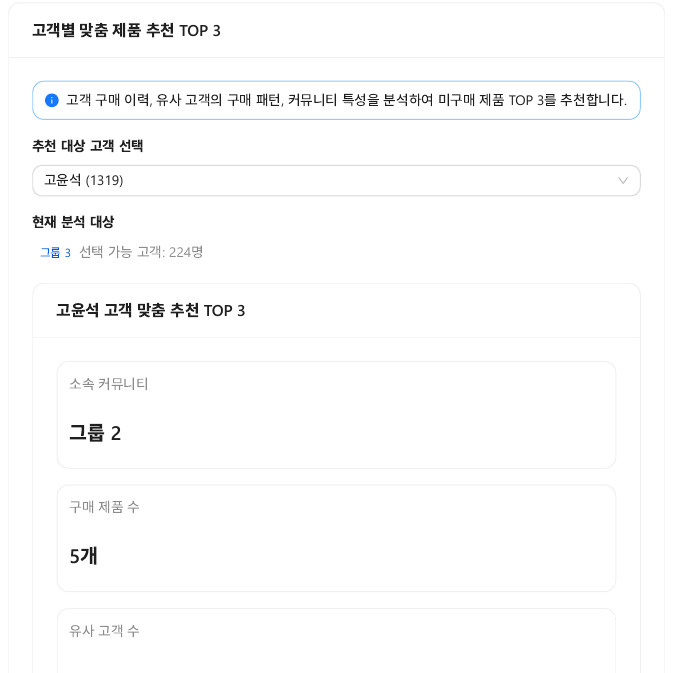 고객별 맞춤 제품 추천 TOP 3
고객 구매 이력, 유사 고객의 구매 패턴, 커뮤니티 특성을 분석하여 미구매 제품 TOP 3를 추천합니다.
추천 대상 고객 선택
고윤석 (1319)
현재 분석 대상
그룹 3 선택 가능 고객: 224명
고윤석 고객 맞춤 추천 TOP 3
소속 커뮤니티
그룹 2
구매 제품 수
5개
유사 고객 수